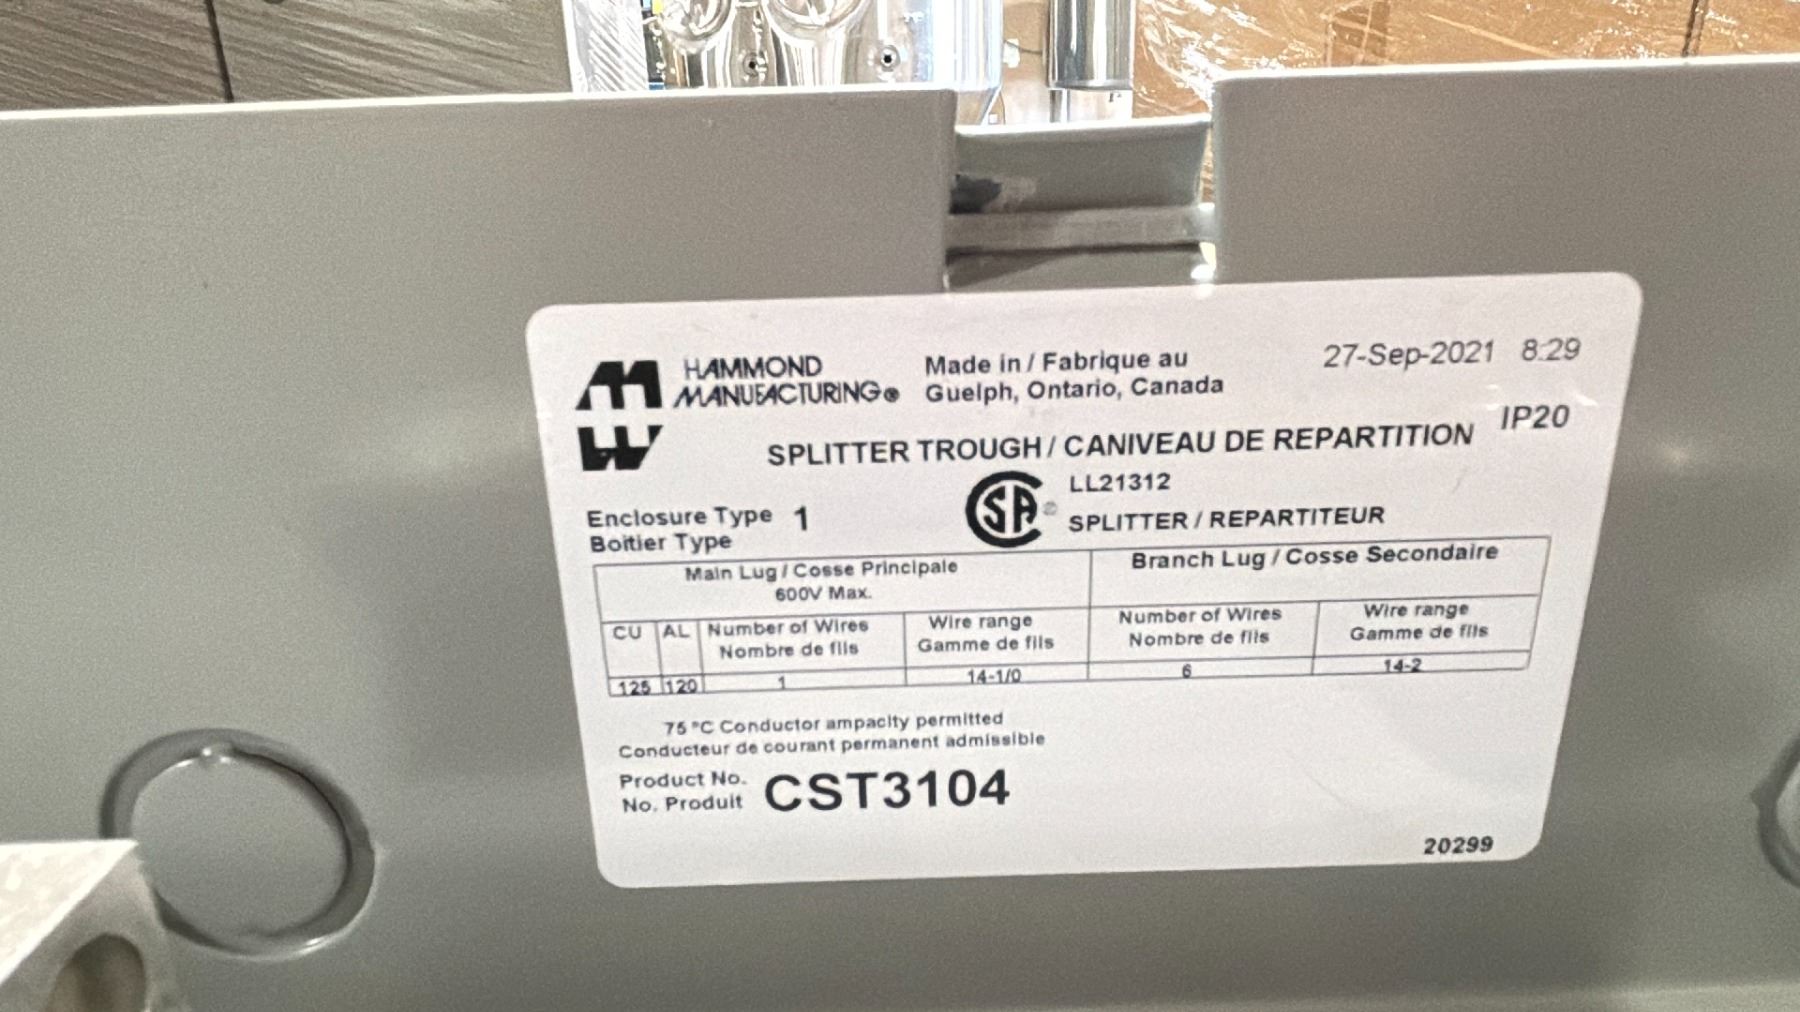 HAMMOND
MANUFACTURING®
Made in / Fabrique au
Guelph, Ontario, Canada
27-Sep-2021 8:29
IP20
SPLITTER TROUGH / CANIVEAU DE REPARTITION
CSA®
LL21312
SPLITTER / REPARTITEUR
Enclosure Type 1
Boîtier Type
Main Lug / Cosse Principale
600V Max.
Branch Lug / Cosse Secondaire
CU AL Number of Wires
Nombre de fils
Wire range
Gamme de fils
Number of Wires
Nombre de fils
Wire range
Gamme de fils
125 120 1 14-1/0 6 14-2
75 °C Conductor ampacity permitted
Conducteur de courant permanent admissible
Product No.
No. Produit
CST3104
20299